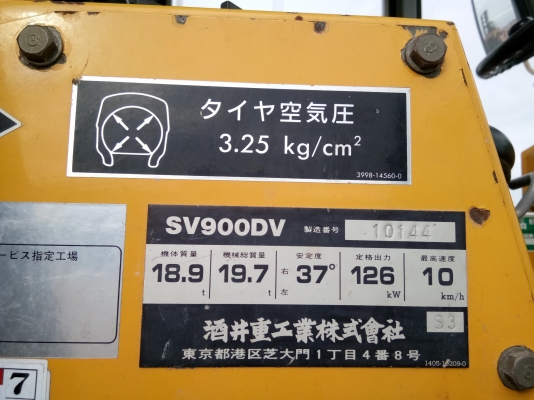 タイヤ空気圧
3.25 kg/cm²
3998-14560-0
SV900DV 製造番号 10144
機体質量 機械総質量 安定度 定格出力 最高速度
18.9 t 19.7 t 右 左 37° 126 kW 10 km/h
酒井重工業株式会社 S3
東京都港区芝大門1丁目4番8号
ービス指定工場
7